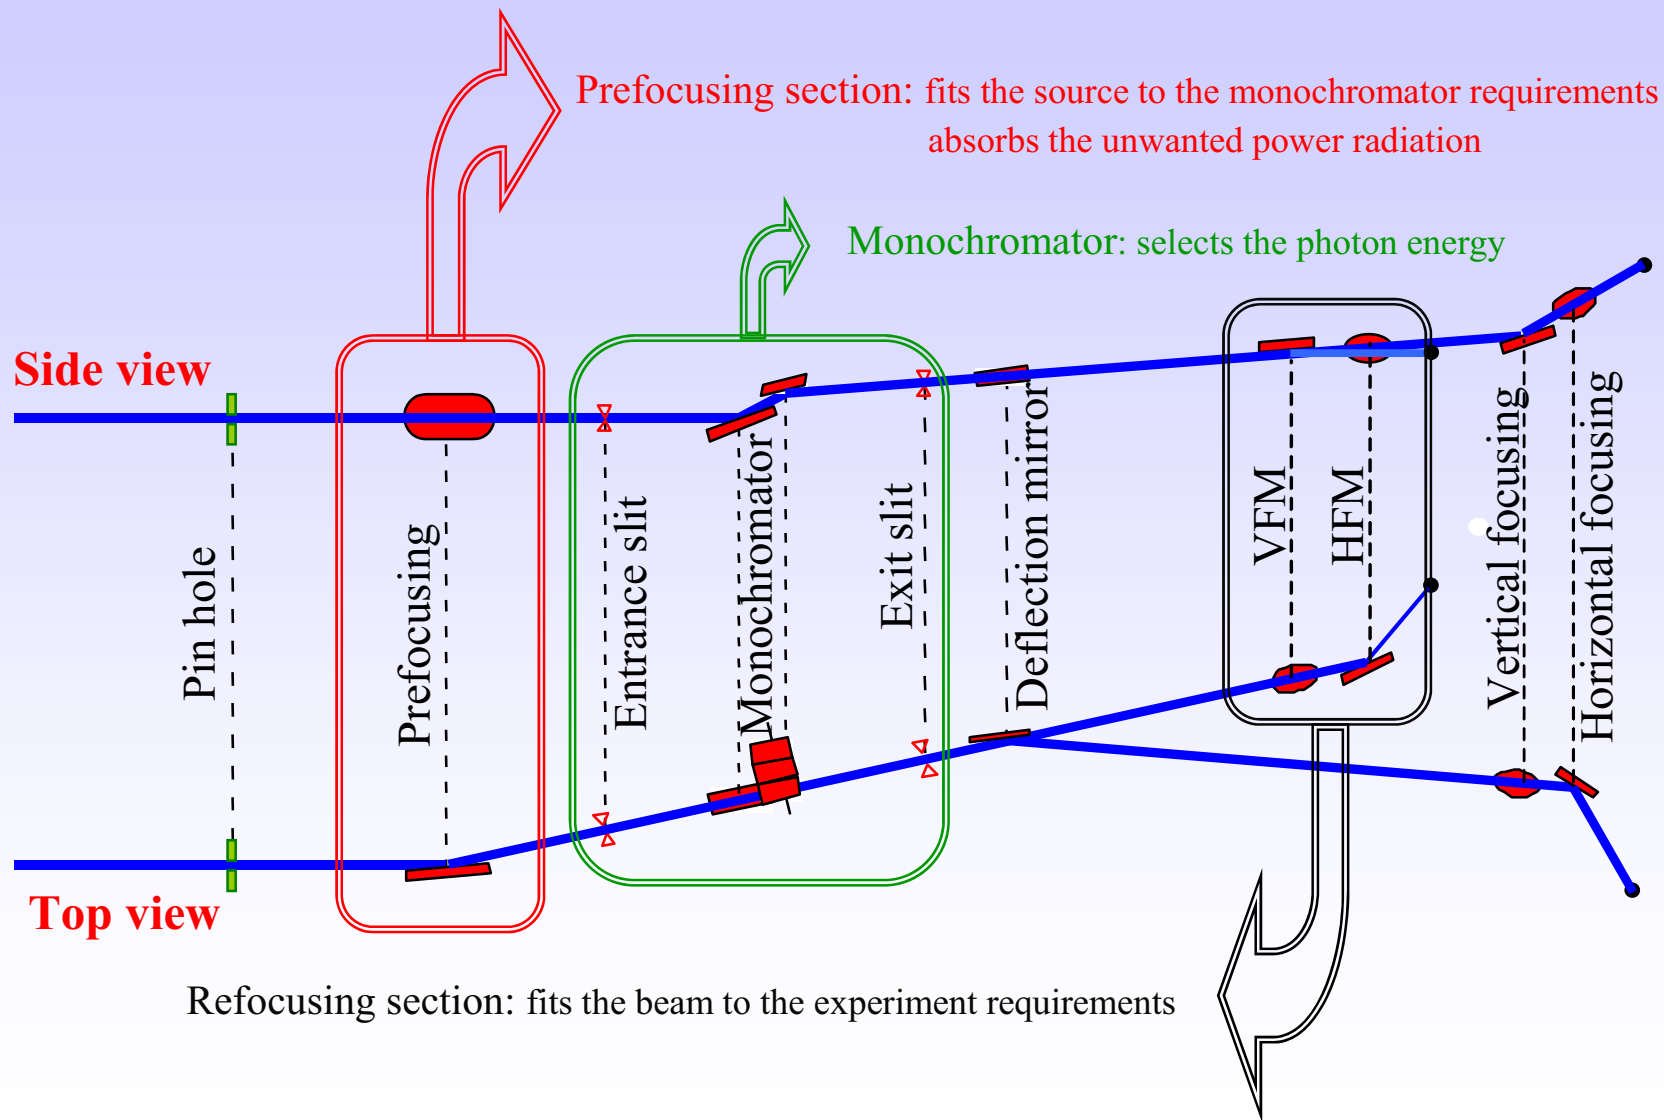 Prefocusing section: fits the source to the monochromator requirements
absorbs the unwanted power radiation
Monochromator: selects the photon energy
Side view
Pin hole
Prefocusing
Entrance slit
Monochromator
Exit slit
Deflection mirror
VFM
HFM
Vertical focusing
Horizontal focusing
Top view
Refocusing section: fits the beam to the experiment requirements